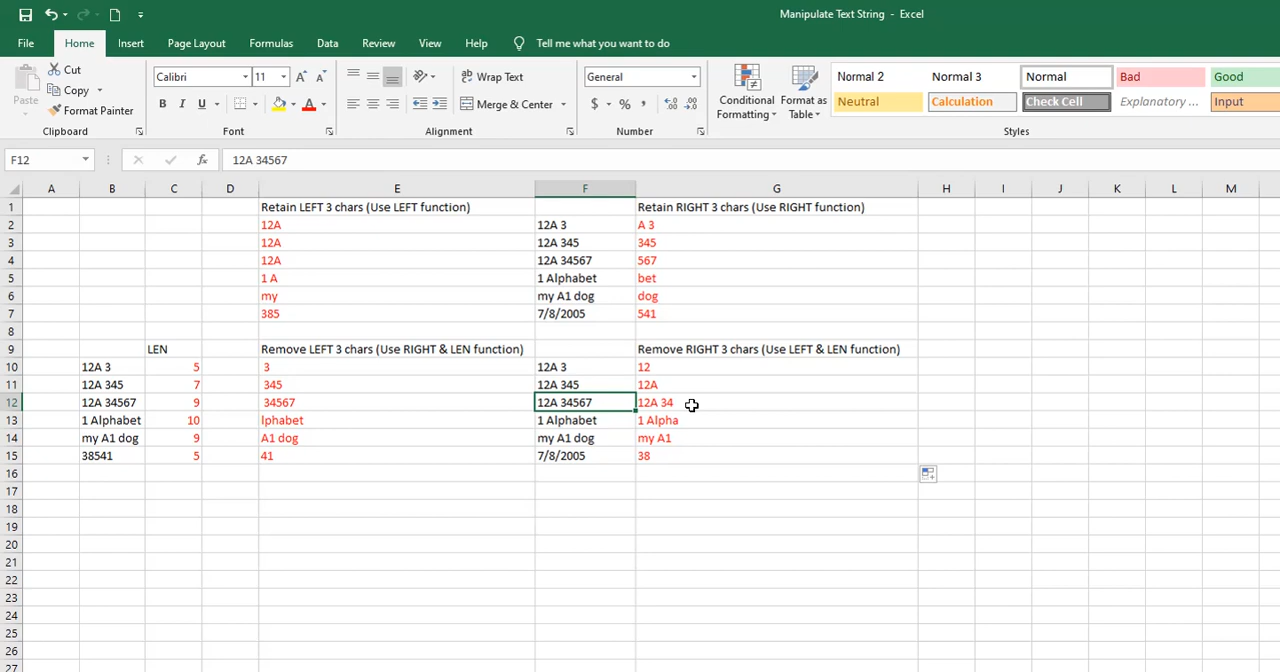 Manipulate Text String - Excel
File Home Insert Page Layout Formulas Data Review View Help Tell me what you want to do
Paste
Cut
Copy
Format Painter
Clipboard
Calibri 11 A A
B I U A
Font
Wrap Text
Merge & Center
Alignment
General
$ % ,
Number
Conditional Formatting
Format as Table
Normal 2 Normal 3 Normal Bad Good
Neutral Calculation Check Cell Explanatory ... Input
Styles
F12 fx 12A 34567
A B C D E F G H I J K L M
1 Retain LEFT 3 chars (Use LEFT function) Retain RIGHT 3 chars (Use RIGHT function)
2 12A 12A 3 A 3
3 12A 12A 345 345
4 12A 12A 34567 567
5 1 A 1 Alphabet bet
6 my my A1 dog dog
7 385 7/8/2005 541
8
9 LEN Remove LEFT 3 chars (Use RIGHT & LEN function) Remove RIGHT 3 chars (Use LEFT & LEN function)
10 12A 3 5 3 12A 3 12
11 12A 345 7 345 12A 345 12A
12 12A 34567 9 34567 12A 34567 12A 34
13 1 Alphabet 10 lphabet 1 Alphabet 1 Alpha
14 my A1 dog 9 A1 dog my A1 dog my A1
15 38541 5 41 7/8/2005 38
16
17
18
19
20
21
22
23
24
25
26
27